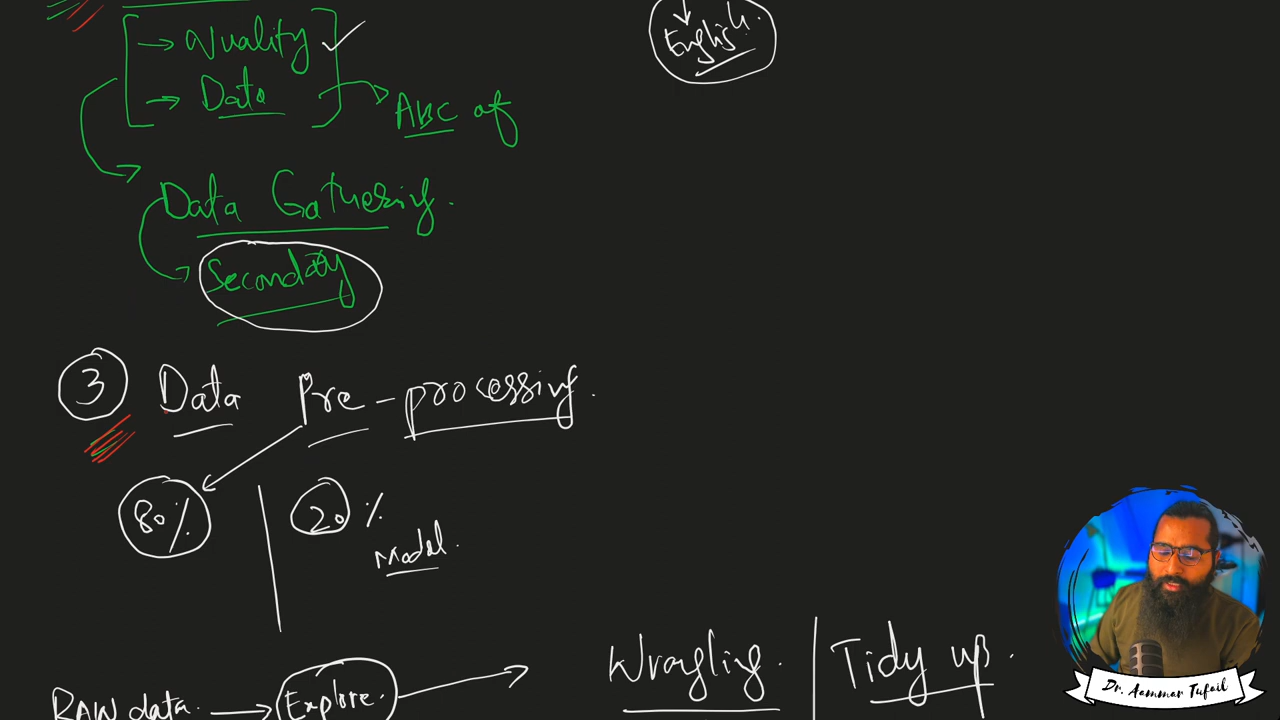 → Quality ✓
→ Data → ABC of
English.
Data Gathering.
Secondary
3 Data Pre-processing.
80% | 20%
Model.
RAW data. → Explore. → Wrangling. | Tidy up.
Dr. Aammar Tufail